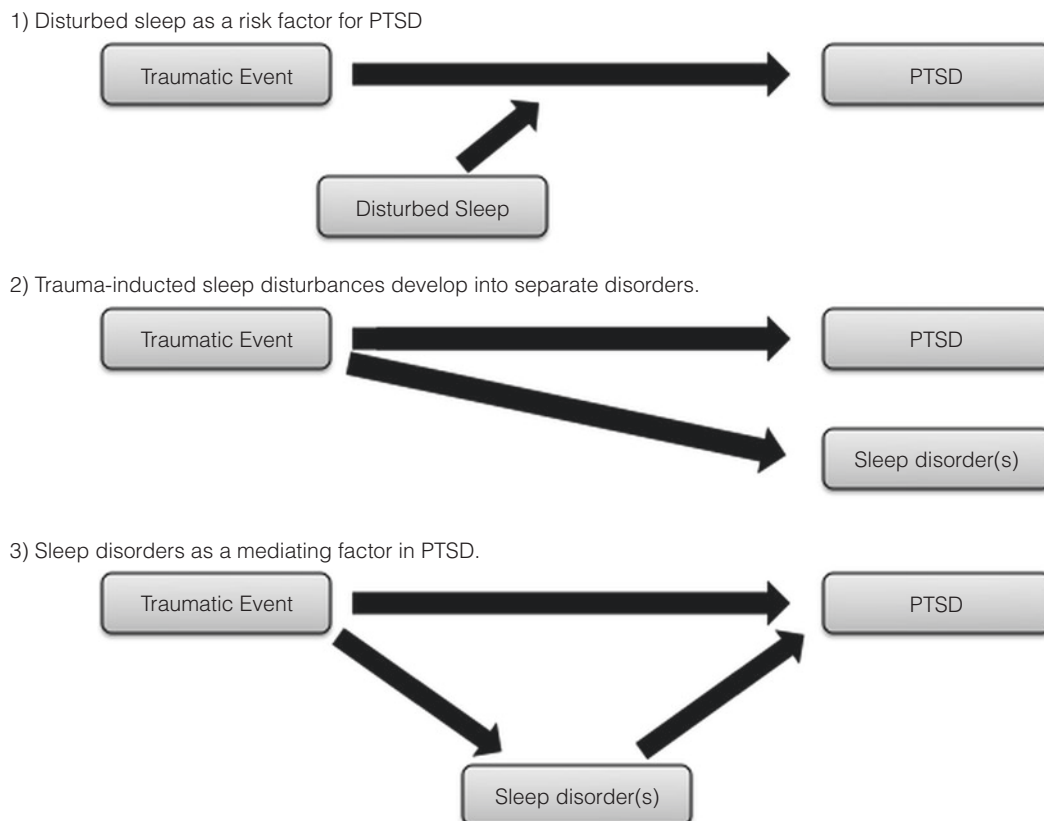 1) Disturbed sleep as a risk factor for PTSD
Traumatic Event
PTSD
Disturbed Sleep
2) Trauma-inducted sleep disturbances develop into separate disorders.
Traumatic Event
PTSD
Sleep disorder(s)
3) Sleep disorders as a mediating factor in PTSD.
Traumatic Event
PTSD
Sleep disorder(s)